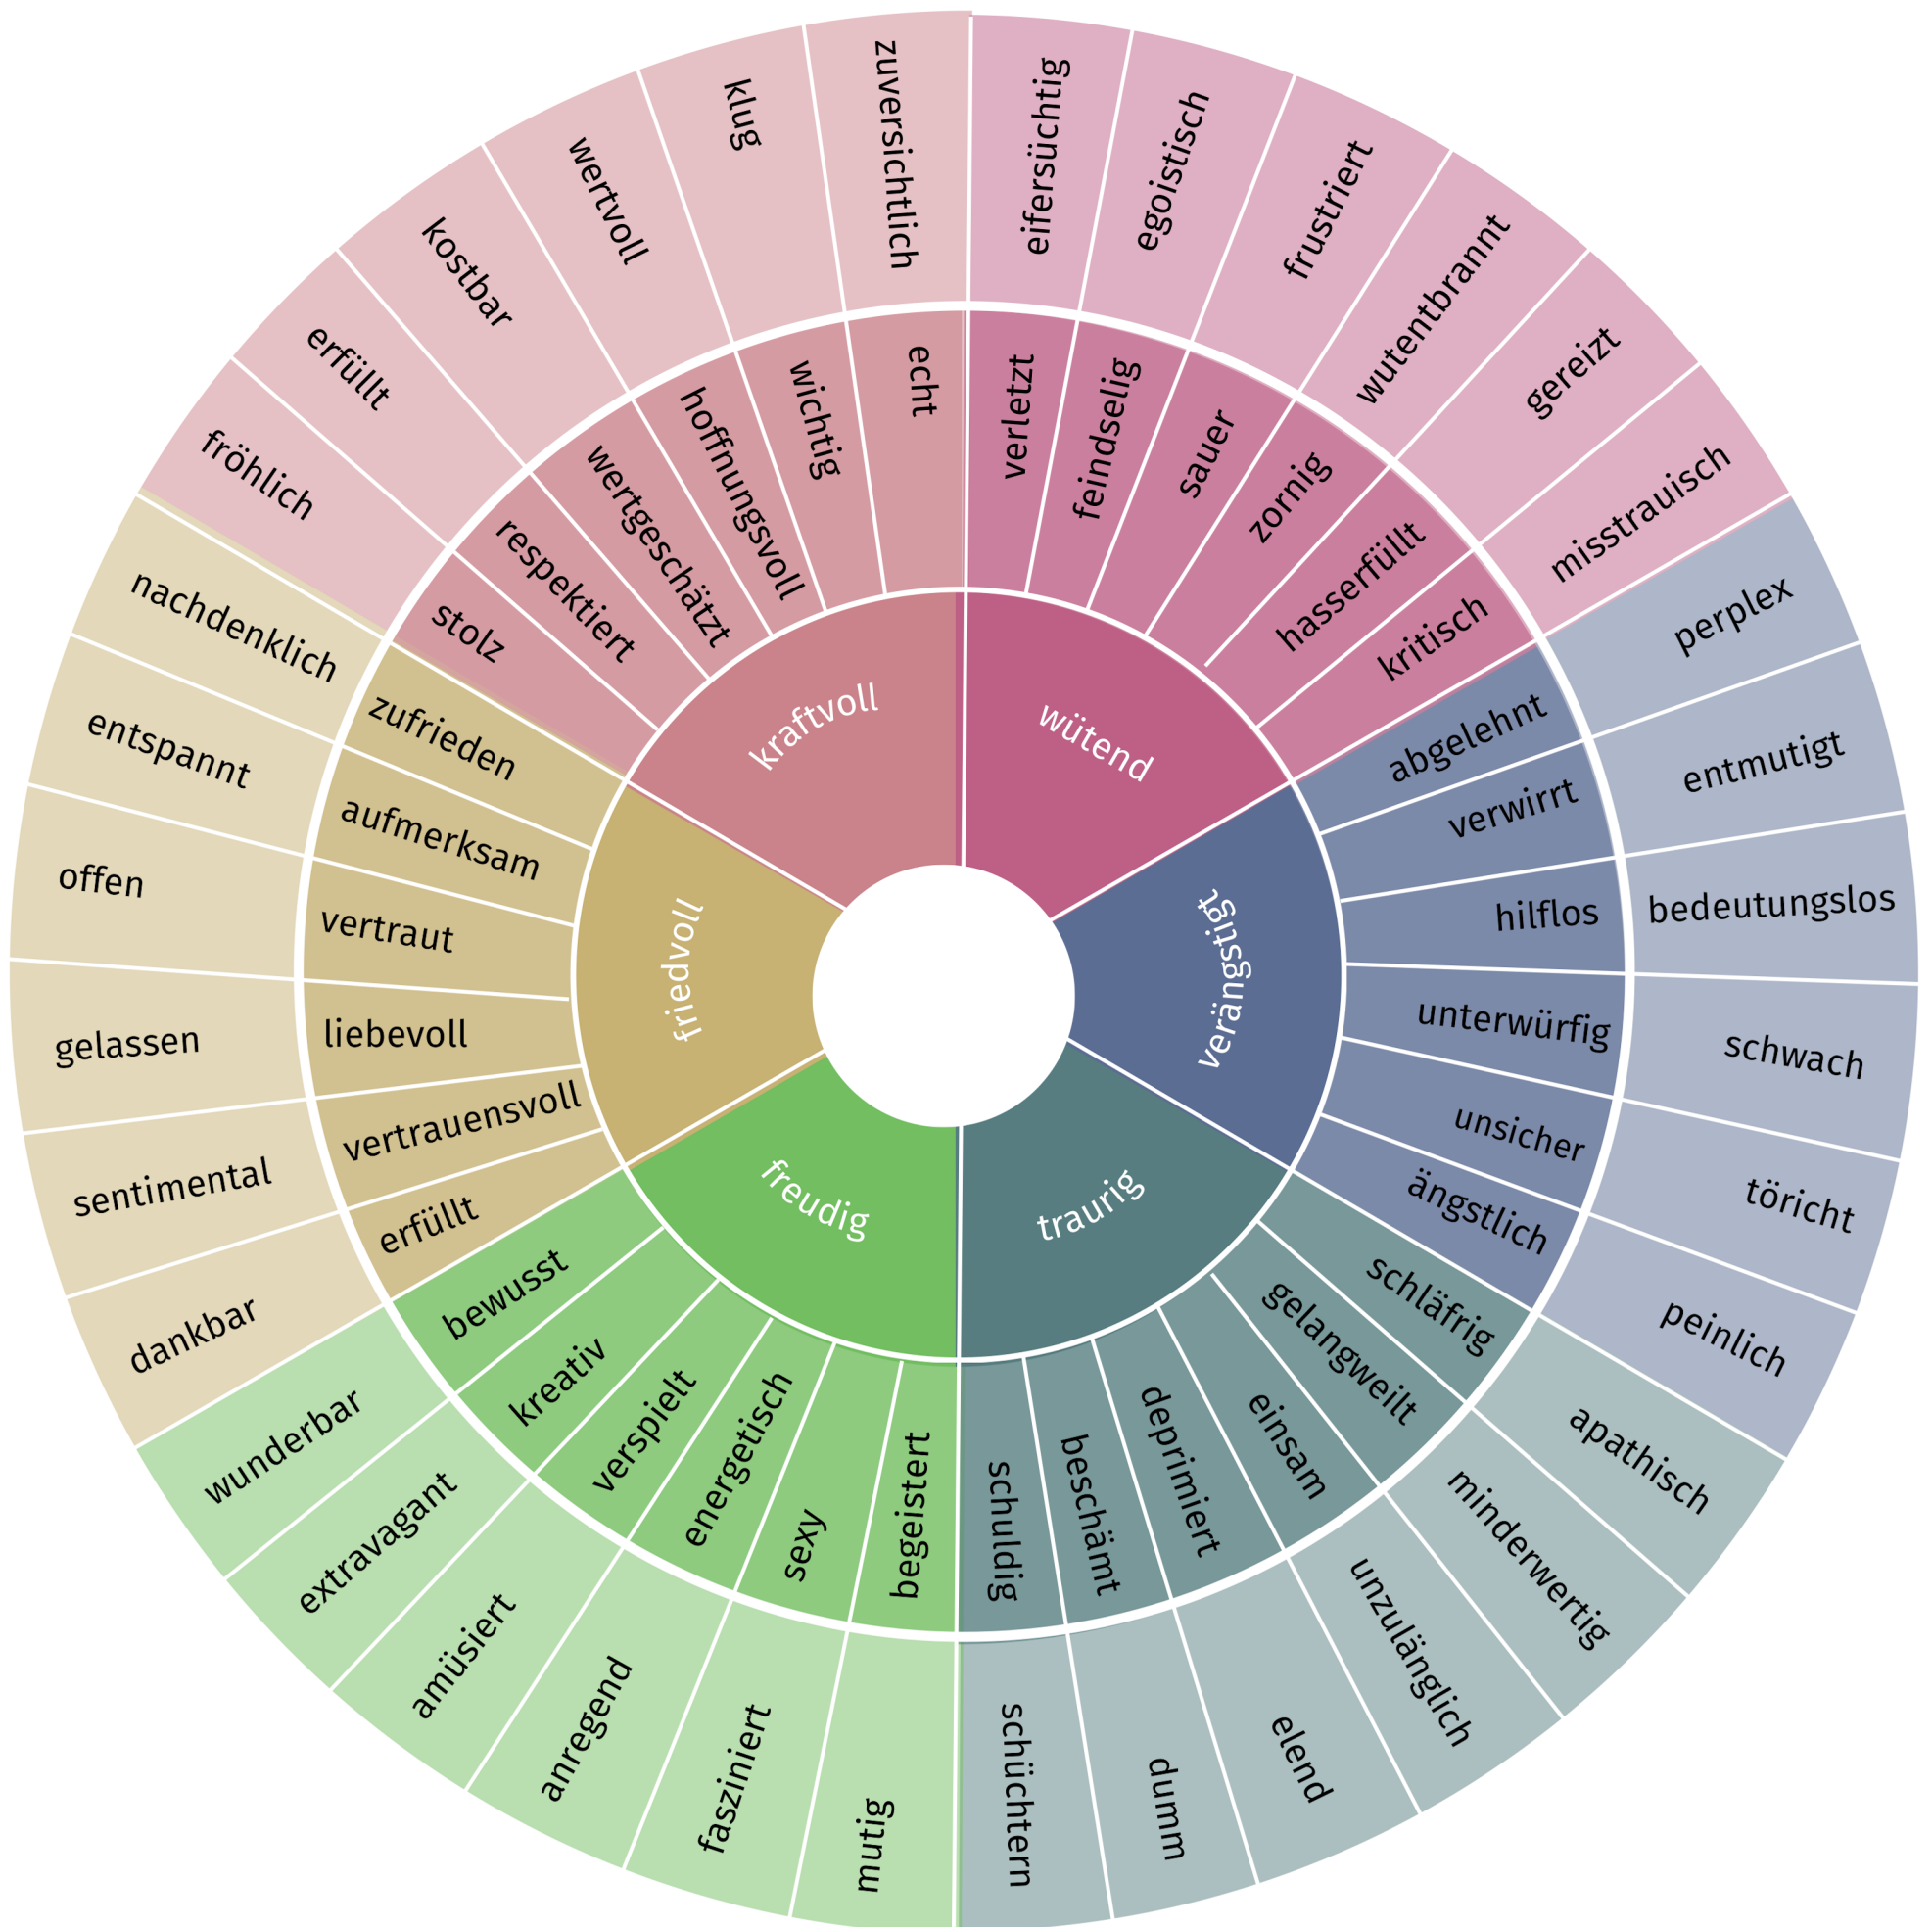 kraftvoll
wütend
verängstigt
traurig
freudig
friedvoll
verletzt
feindselig
sauer
zornig
hasserfüllt
kritisch
abgelehnt
verwirrt
hilflos
unterwürfig
unsicher
ängstlich
schläfrig
gelangweilt
einsam
deprimiert
beschämt
schuldig
begeistert
sexy
energetisch
verspielt
kreativ
bewusst
erfüllt
vertrauensvoll
liebevoll
vertraut
aufmerksam
zufrieden
stolz
respektiert
wertgeschätzt
hoffnungsvoll
wichtig
echt
eifersüchtig
egoistisch
frustriert
wutentbrannt
gereizt
misstrauisch
perplex
entmutigt
bedeutungslos
schwach
töricht
peinlich
apathisch
minderwertig
unzulänglich
elend
dumm
schüchtern
mutig
fasziniert
anregend
amüsiert
extravagant
wunderbar
dankbar
sentimental
gelassen
offen
entspannt
nachdenklich
fröhlich
erfüllt
kostbar
wertvoll
klug
zuversichtlich